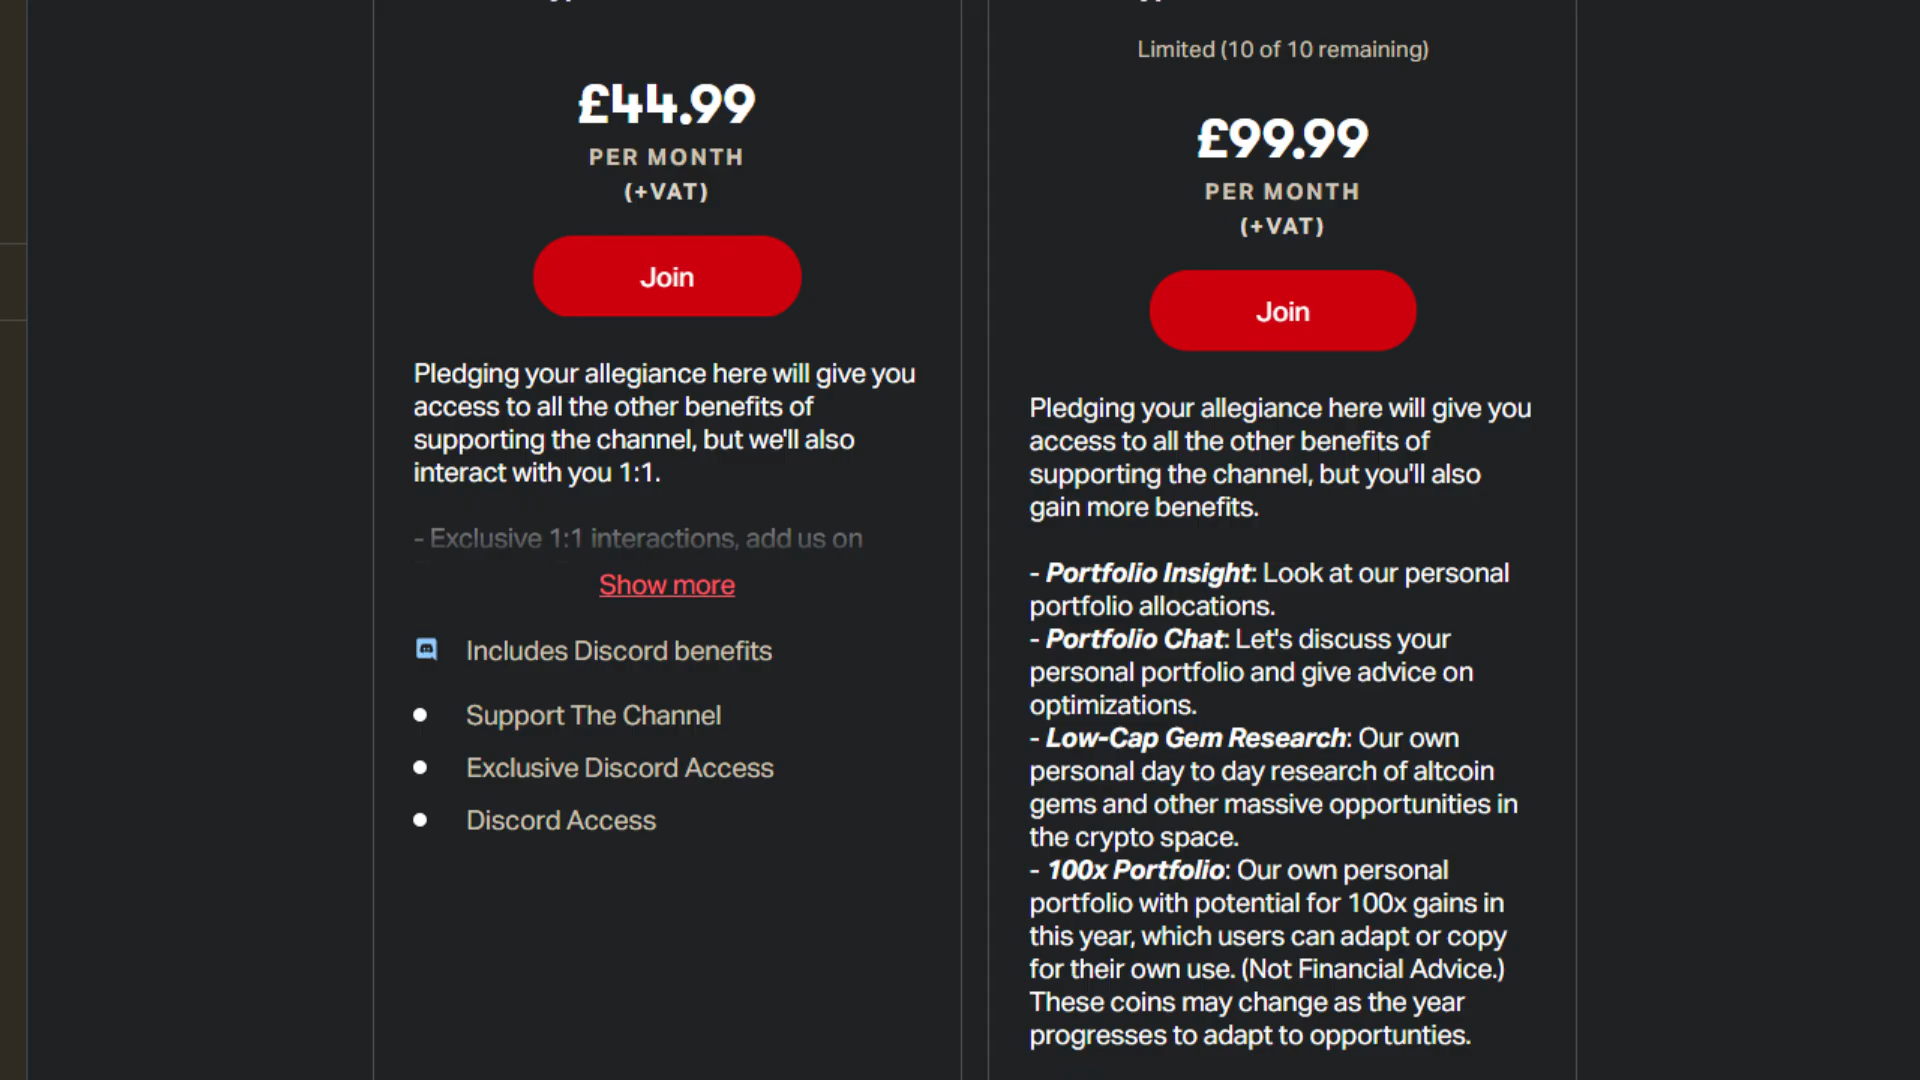 £44.99
PER MONTH
(+VAT)
Join
Pledging your allegiance here will give you
access to all the other benefits of
supporting the channel, but we'll also
interact with you 1:1.
- Exclusive 1:1 interactions, add us on
Show more
Includes Discord benefits
Support The Channel
Exclusive Discord Access
Discord Access
Limited (10 of 10 remaining)
£99.99
PER MONTH
(+VAT)
Join
Pledging your allegiance here will give you
access to all the other benefits of
supporting the channel, but you'll also
gain more benefits.
- Portfolio Insight: Look at our personal
portfolio allocations.
- Portfolio Chat: Let's discuss your
personal portfolio and give advice on
optimizations.
- Low-Cap Gem Research: Our own
personal day to day research of altcoin
gems and other massive opportunities in
the crypto space.
- 100x Portfolio: Our own personal
portfolio with potential for 100x gains in
this year, which users can adapt or copy
for their own use. (Not Financial Advice.)
These coins may change as the year
progresses to adapt to opportunties.